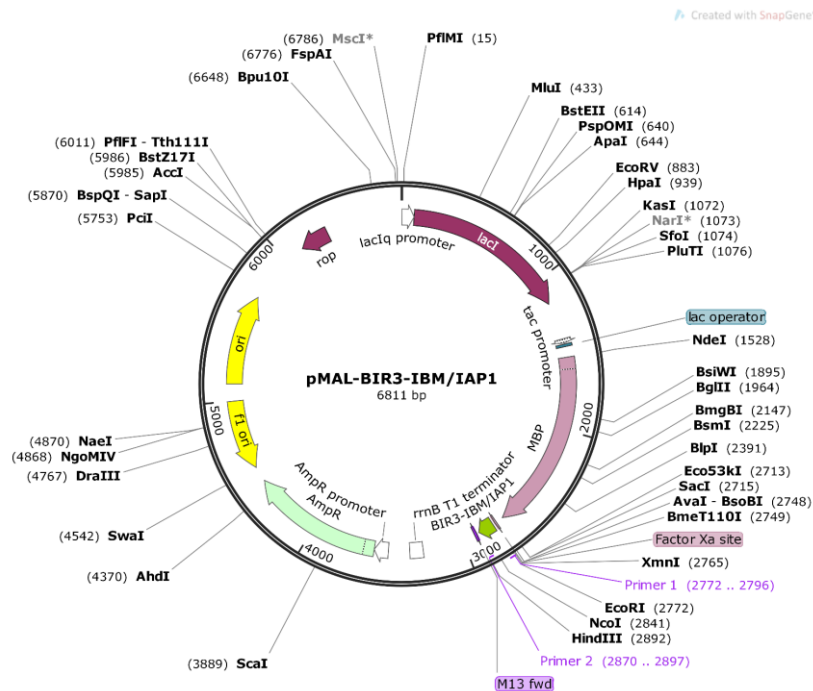 Created with SnapGene
(6786) MscI*
(6776) FspAI
(6648) Bpu10I
PflMI (15)
MluI (433)
BstEII (614)
PspOMI (640)
ApaI (644)
EcoRV (883)
HpaI (939)
KasI (1072)
NarI* (1073)
SfoI (1074)
PluTI (1076)
(6011) PflFI - Tth111I
(5986) BstZ17I
(5985) AccI
(5870) BspQI - SapI
(5753) PciI
lacIq promoter
lacI
rop
1000
6000
tac promoter
lac operator
NdeI (1528)
pMAL-BIR3-IBM/IAP1
6811 bp
ori
BsiWI (1895)
BglII (1964)
BmgBI (2147)
BsmI (2225)
BlpI (2391)
2000
MBP
5000
f1 ori
(4870) NaeI
(4868) NgoMIV
(4767) DraIII
Eco53kI (2713)
SacI (2715)
AvaI - BsoBI (2748)
BmeT110I (2749)
Factor Xa site
XmnI (2765)
Primer 1 (2772 .. 2796)
AmpR promoter
AmpR
rrnB T1 terminator
BIR3-IBM/IAP1
(4542) SwaI
(4370) AhdI
4000
3000
EcoRI (2772)
NcoI (2841)
HindIII (2892)
(3889) ScaI
Primer 2 (2870 .. 2897)
M13 fwd